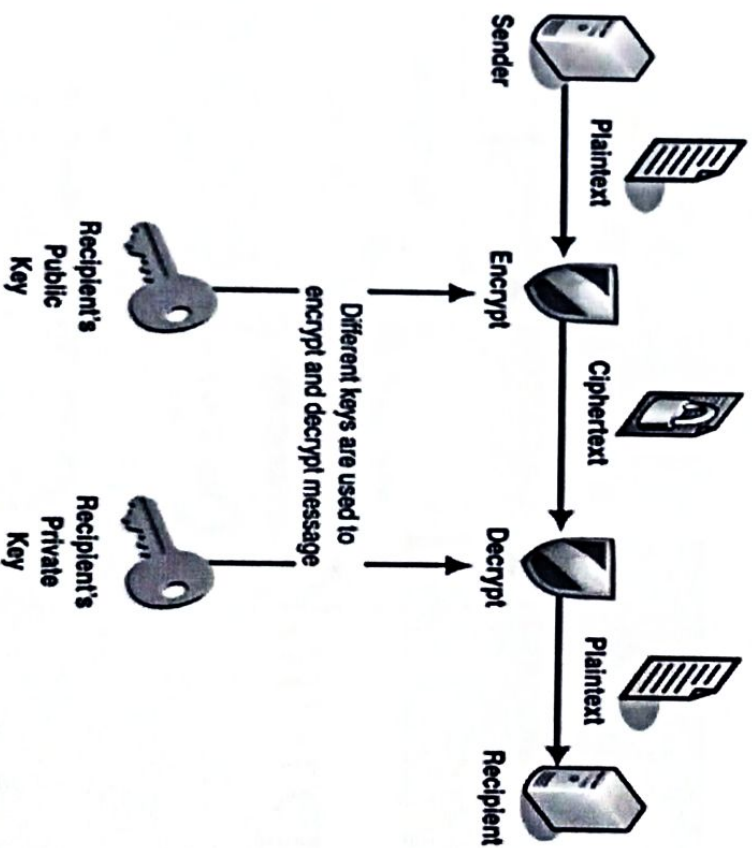 Sender
Plaintext
Encrypt
Ciphertext
Decrypt
Plaintext
Recipient
Different keys are used to
encrypt and decrypt message
Recipient's
Public
Key
Recipient's
Private
Key